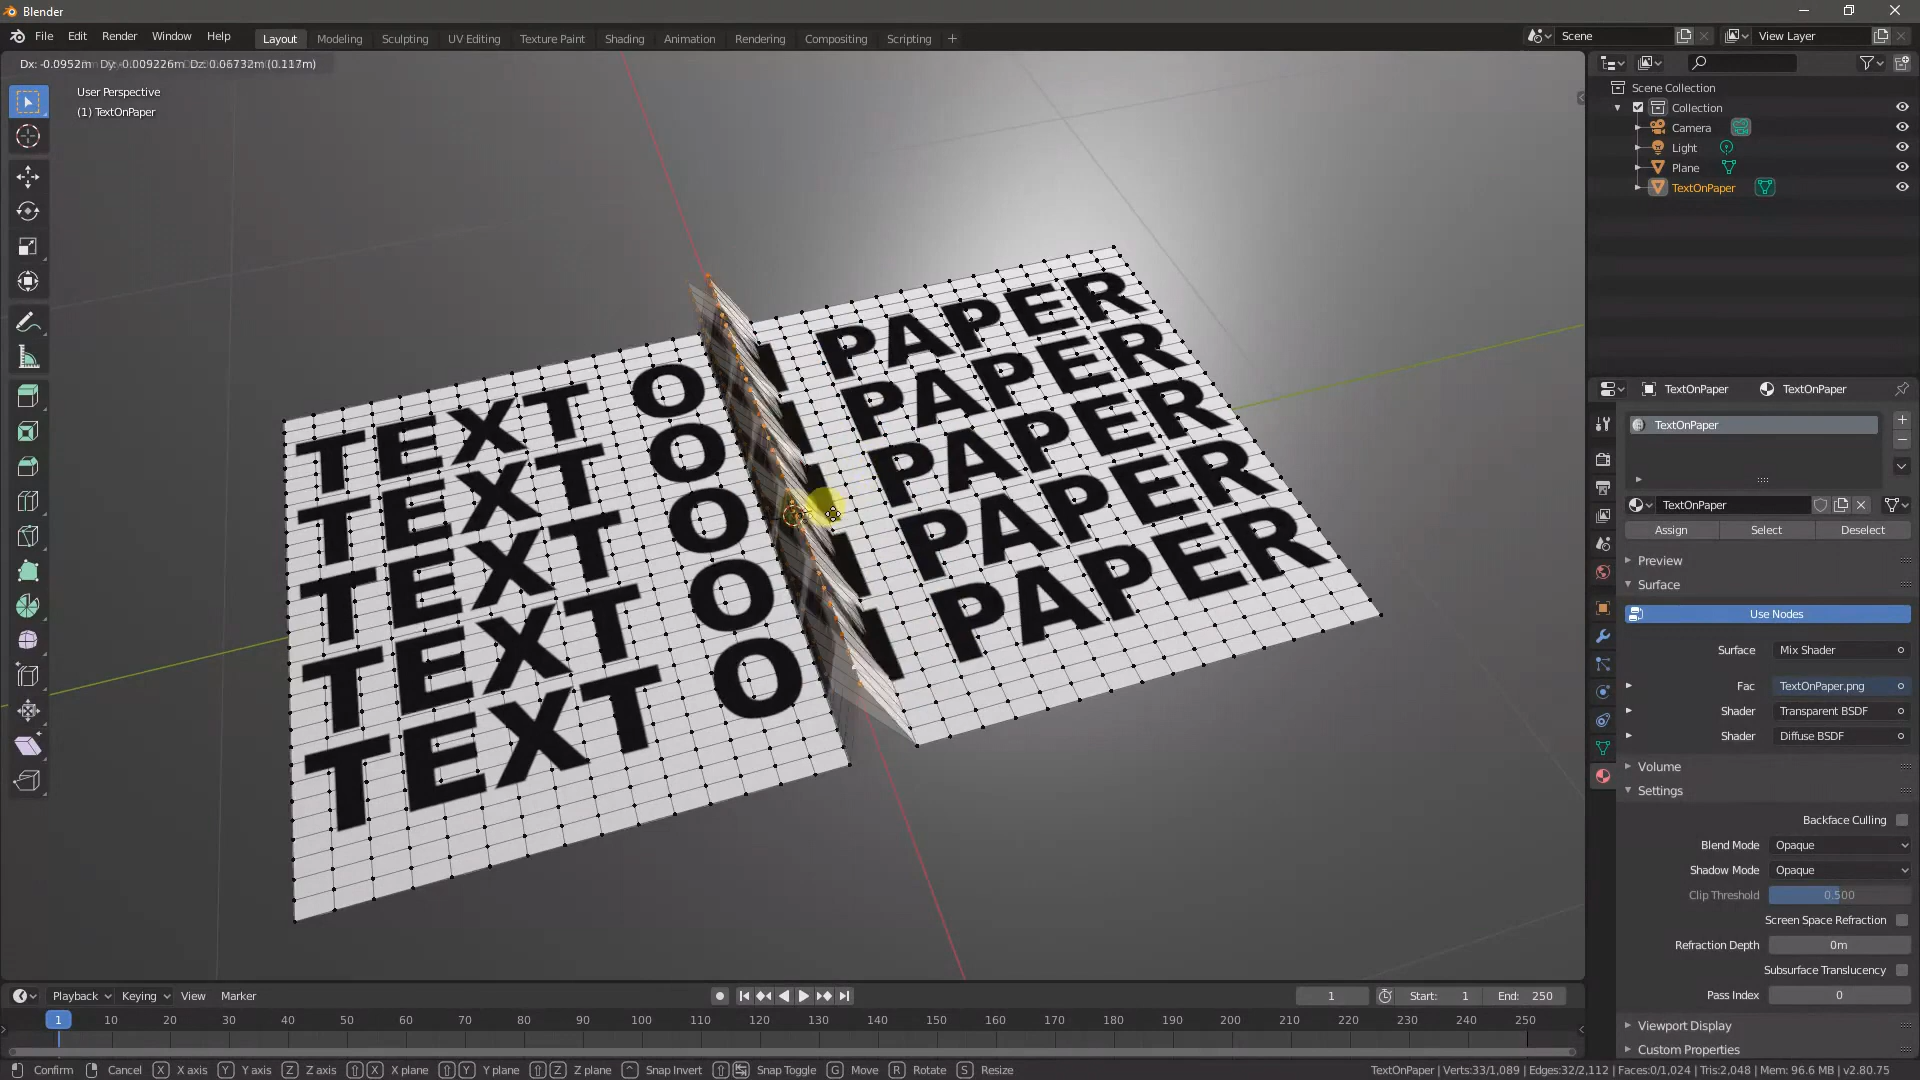 Blender
File Edit Render Window Help Layout Modeling Sculpting UV Editing Texture Paint Shading Animation Rendering Compositing Scripting + Scene View Layer
Dx: -0.0952m Dy: -0.009226m Dz: 0.06732m (0.117m)
User Perspective
(1) TextOnPaper
TEXT ON PAPER
TEXT ON PAPER
TEXT ON PAPER
TEXT ON PAPER
TEXT ON PAPER
Scene Collection
Collection
Camera
Light
Plane
TextOnPaper
TextOnPaper TextOnPaper
TextOnPaper
TextOnPaper
Assign Select Deselect
Preview
Surface
Use Nodes
Surface Mix Shader
Fac TextOnPaper.png
Shader Transparent BSDF
Shader Diffuse BSDF
Volume
Settings
Backface Culling
Blend Mode Opaque
Shadow Mode Opaque
Clip Threshold 0.500
Screen Space Refraction
Refraction Depth 0m
Subsurface Translucency
Pass Index 0
Viewport Display
Custom Properties
Playback Keying View Marker 1 Start: 1 End: 250
1 10 20 30 40 50 60 70 80 90 100 110 120 130 140 150 160 170 180 190 200 210 220 230 240 250
Confirm Cancel X X axis Y Y axis Z Z axis X X plane Y Y plane Z Z plane Snap Invert Snap Toggle G Move R Rotate S Resize TextOnPaper | Verts:33/1,089 | Edges:32/2,112 | Faces:0/1,024 | Tris:2,048 | Mem: 96.6 MB | v2.80.75